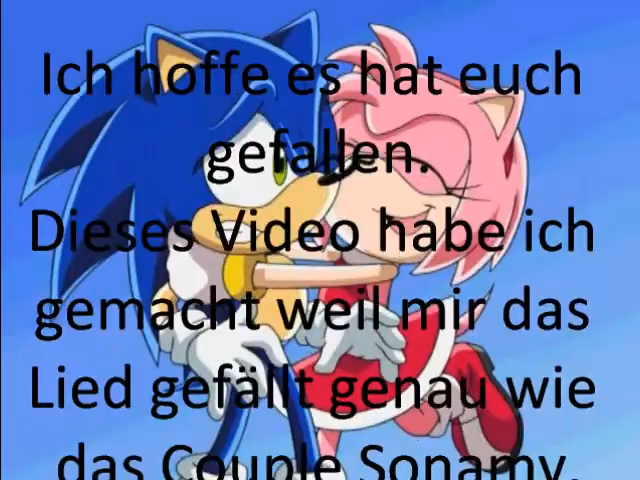 Ich hoffe es hat euch
gefallen.
Dieses Video habe ich
gemacht weil mir das
Lied gefällt genau wie
das Couple Sonamy.